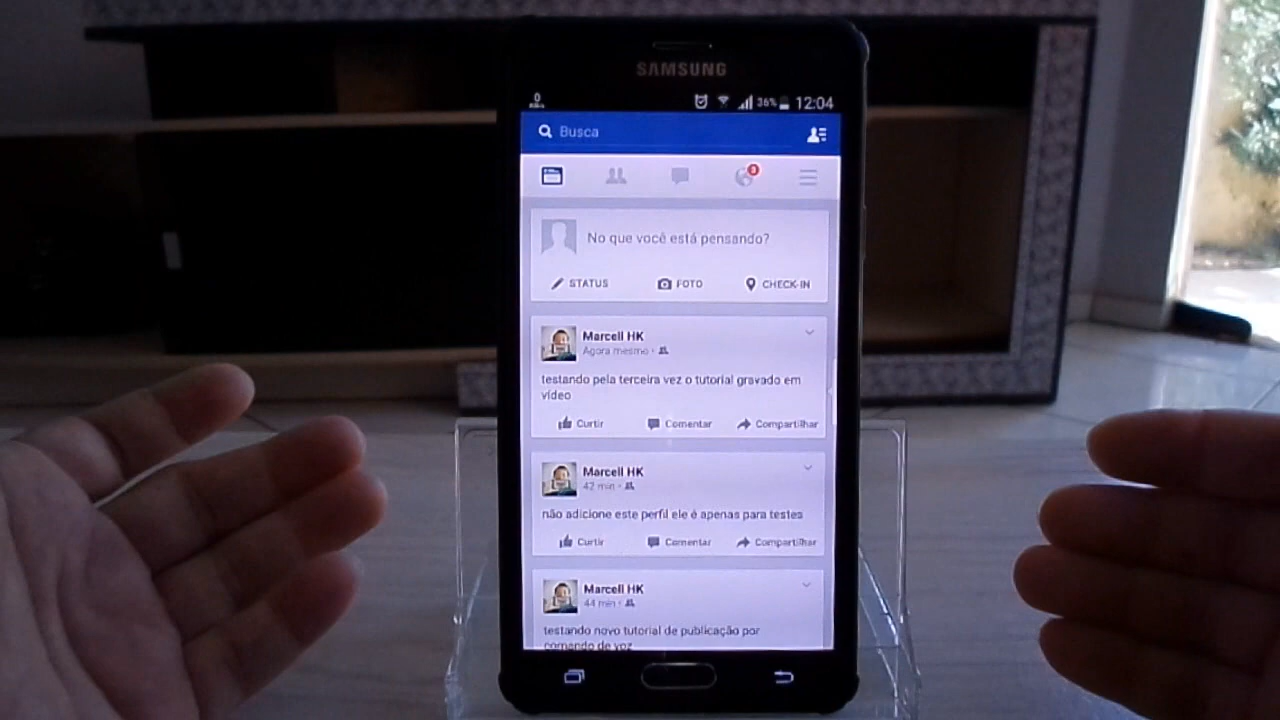 SAMSUNG
36% 12:04
Busca
No que você está pensando?
STATUS FOTO CHECK-IN
Marcell HK
Agora mesmo
testando pela terceira vez o tutorial gravado em
vídeo
Curtir Comentar Compartilhar
Marcell HK
42 min
não adicione este perfil ele é apenas para testes
Curtir Comentar Compartilhar
Marcell HK
44 min
testando novo tutorial de publicação por
comando de voz